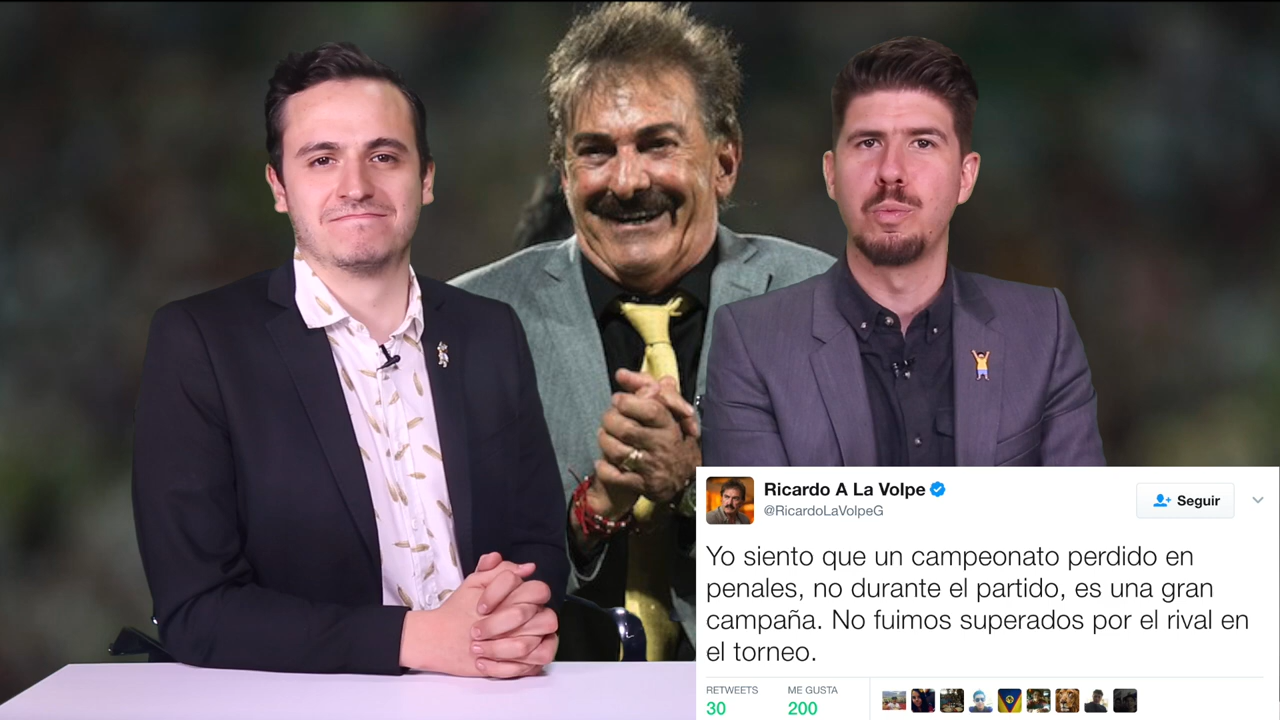 Ricardo A La Volpe
@RicardoLaVolpeG
Seguir
Yo siento que un campeonato perdido en
penales, no durante el partido, es una gran
campaña. No fuimos superados por el rival en
el torneo.
RETWEETS
30
ME GUSTA
200